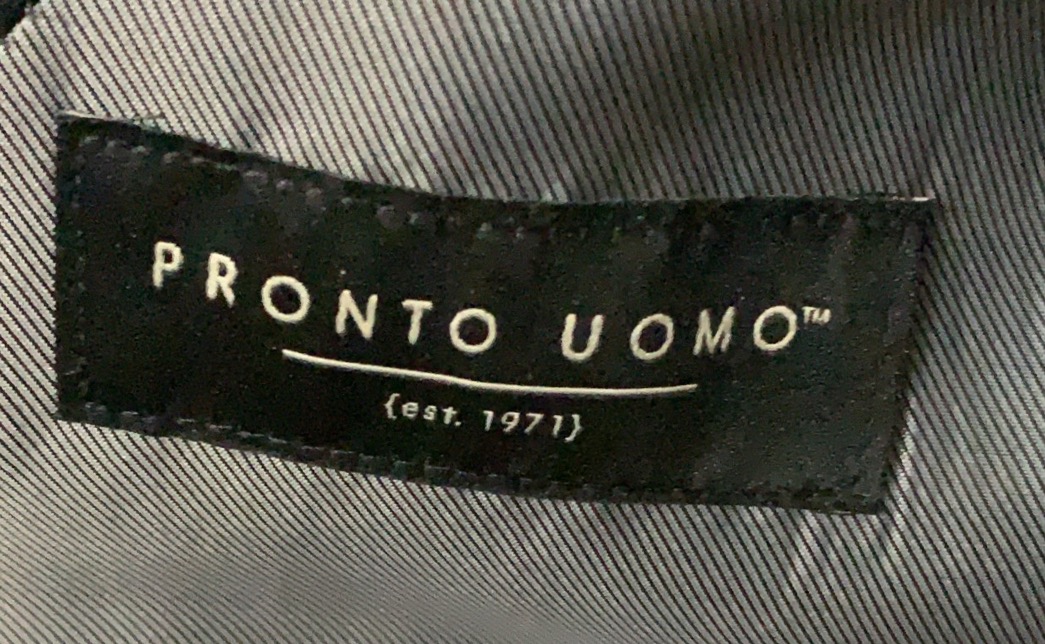 PRONTO UOMO™
{est. 1971}